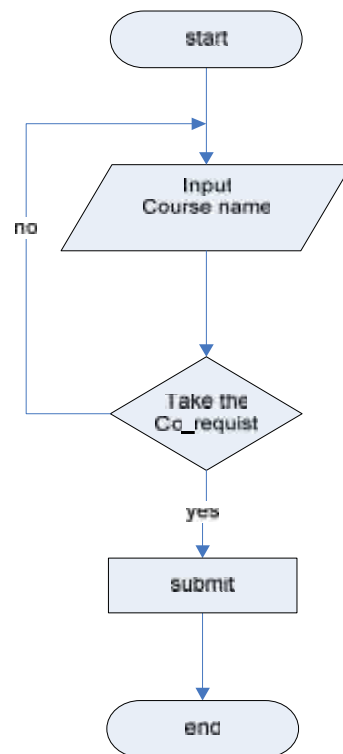 start
Input
Course name
no
Take the
Co_requist
yes
submit
end